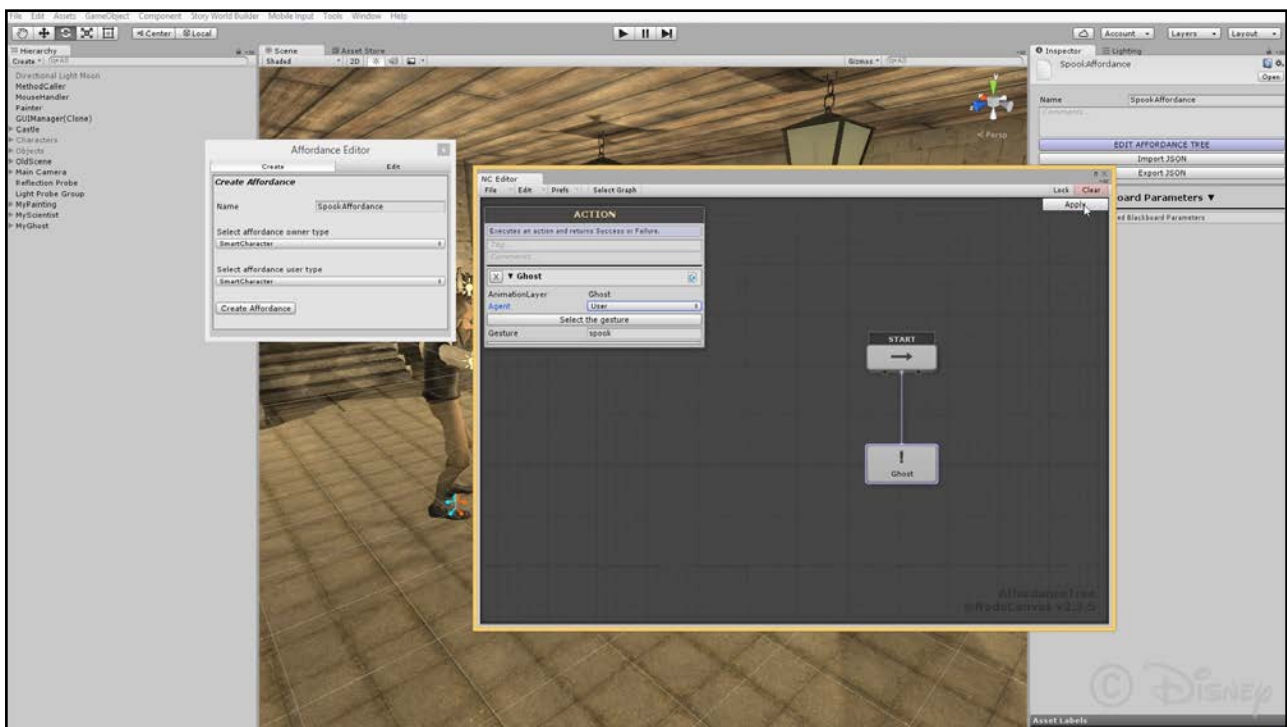 File Edit Assets GameObject Component Story World Builder Mobile Input Tools Window Help
Center Local Account Layers Layout
Hierarchy Scene Asset Store Inspector Lighting
Create Shaded 2D Gizmos
SpookAffordance
Open
Directional Light Moon
MethodCaller
MouseHandler
Painter
GUIManager(Clone)
Castle
Characters
Objects
OldScene
Main Camera
Reflection Probe
Light Probe Group
MyPainting
MyScientist
MyGhost
Persp
Name SpookAffordance
Comments...
EDIT AFFORDANCE TREE
Import JSON
Export JSON
oard Parameters ▼
ed Blackboard Parameters
Affordance Editor
x
Create Edit
Create Affordance
Name SpookAffordance
Select affordance owner type
SmartCharacter
Select affordance user type
SmartCharacter
Create Affordance
NC Editor
File Edit Prefs Select Graph Lock Clear
Apply
ACTION
Executes an action and returns Success or Failure.
Tag...
Comments...
X ▼ Ghost
AnimationLayer Ghost
Agent User
Select the gesture
Gesture spook
START
!
Ghost
AffordanceTree
NodeCanvas v2.3.5
© Disney
Asset Labels